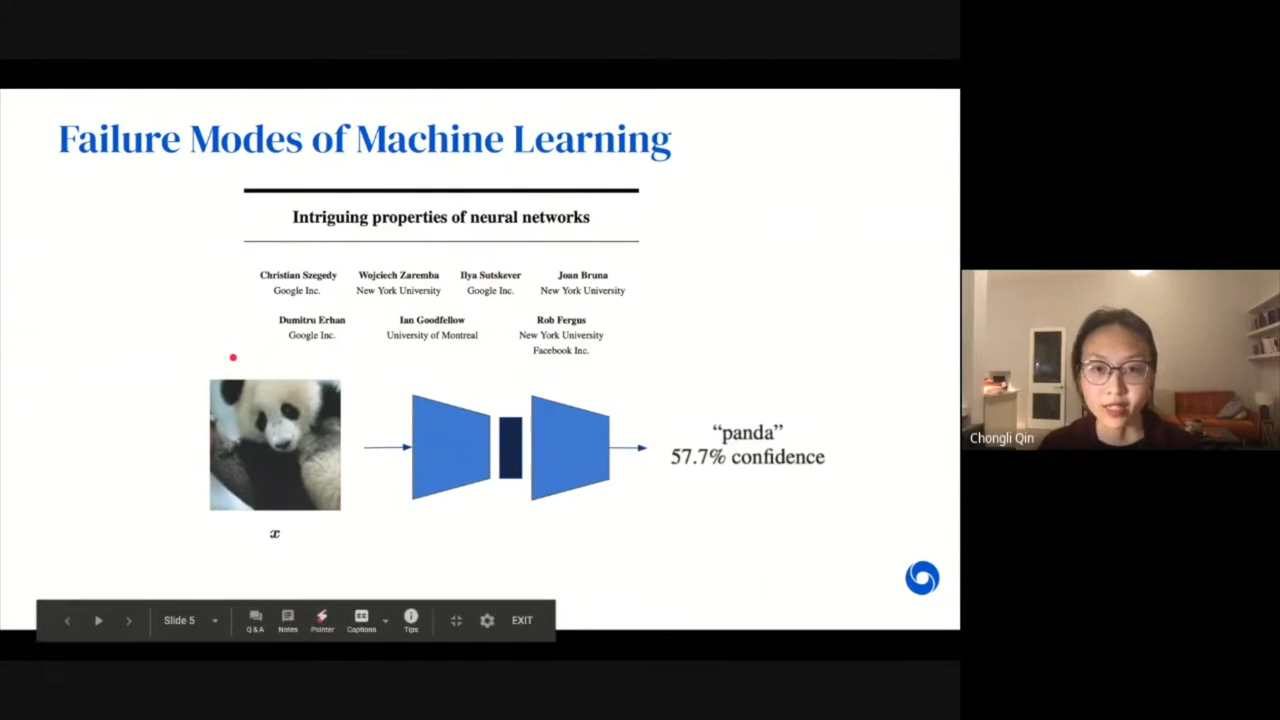 Failure Modes of Machine Learning
Intriguing properties of neural networks
Christian Szegedy Wojciech Zaremba Ilya Sutskever Joan Bruna
Google Inc. New York University Google Inc. New York University
Dumitru Erhan Ian Goodfellow Rob Fergus
Google Inc. University of Montreal New York University
Facebook Inc.
“panda”
57.7% confidence
x
Slide 5 Q&A Notes Pointer Captions Tips EXIT
CC
Chongli Qin